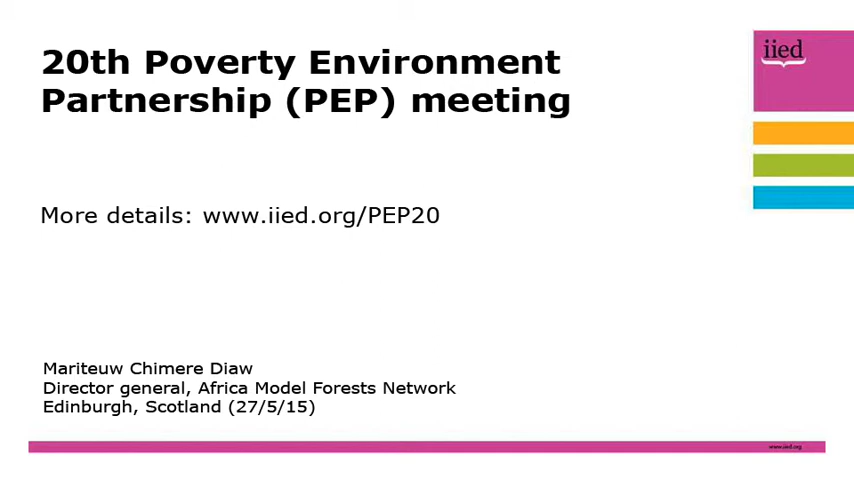 20th Poverty Environment
Partnership (PEP) meeting
iied
More details: www.iied.org/PEP20
Mariteuw Chimere Diaw
Director general, Africa Model Forests Network
Edinburgh, Scotland (27/5/15)
www.iied.org